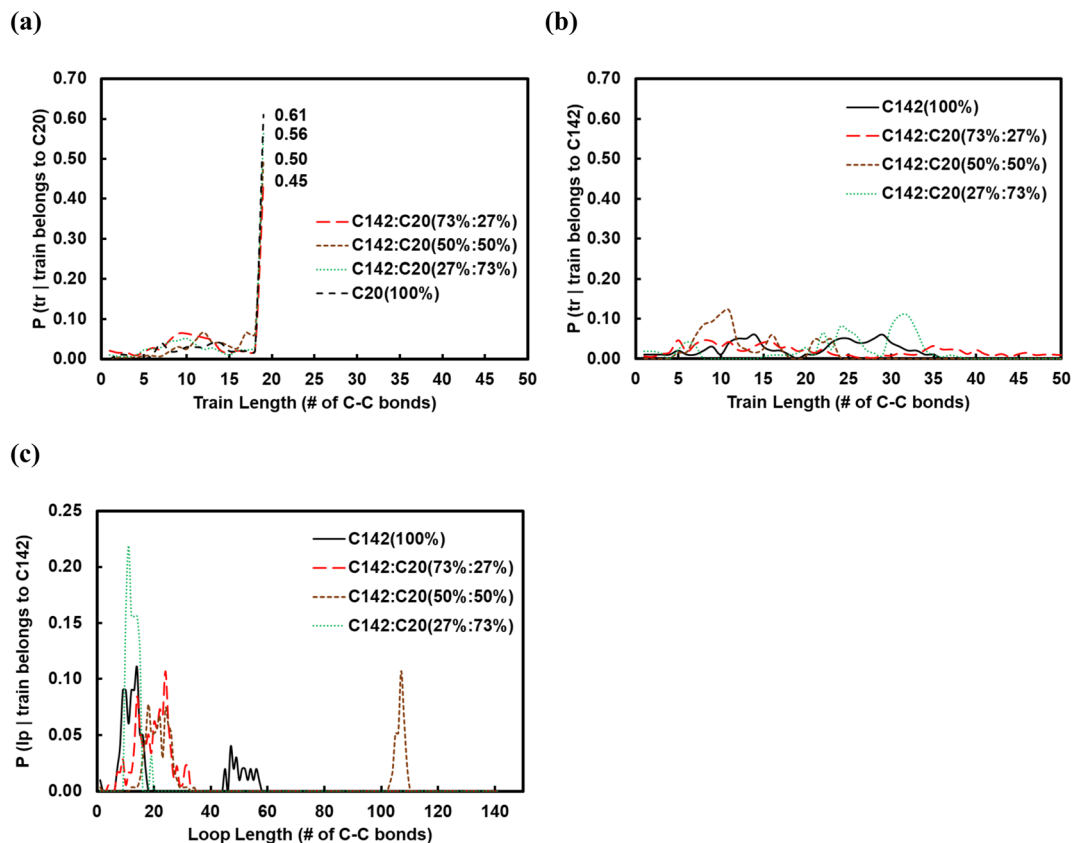 (a)
0.70
0.60
0.50
0.40
0.30
0.20
0.10
0.00
P (tr | train belongs to C20)
0.61
0.56
0.50
0.45
C142:C20(73%:27%)
C142:C20(50%:50%)
C142:C20(27%:73%)
C20(100%)
0 5 10 15 20 25 30 35 40 45 50
Train Length (# of C-C bonds)
(b)
0.70
0.60
0.50
0.40
0.30
0.20
0.10
0.00
P (tr | train belongs to C142)
C142(100%)
C142:C20(73%:27%)
C142:C20(50%:50%)
C142:C20(27%:73%)
0 5 10 15 20 25 30 35 40 45 50
Train Length (# of C-C bonds)
(c)
0.25
0.20
0.15
0.10
0.05
0.00
P (lp | train belongs to C142)
C142(100%)
C142:C20(73%:27%)
C142:C20(50%:50%)
C142:C20(27%:73%)
0 20 40 60 80 100 120 140
Loop Length (# of C-C bonds)